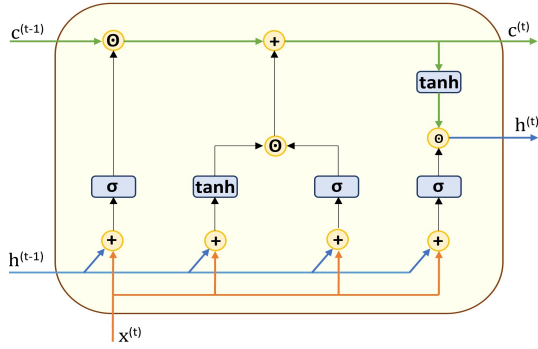 c(t-1)
ʘ
+
c(t)
tanh
ʘ
h(t)
ʘ
σ
tanh
σ
σ
+
+
+
+
h(t-1)
x(t)